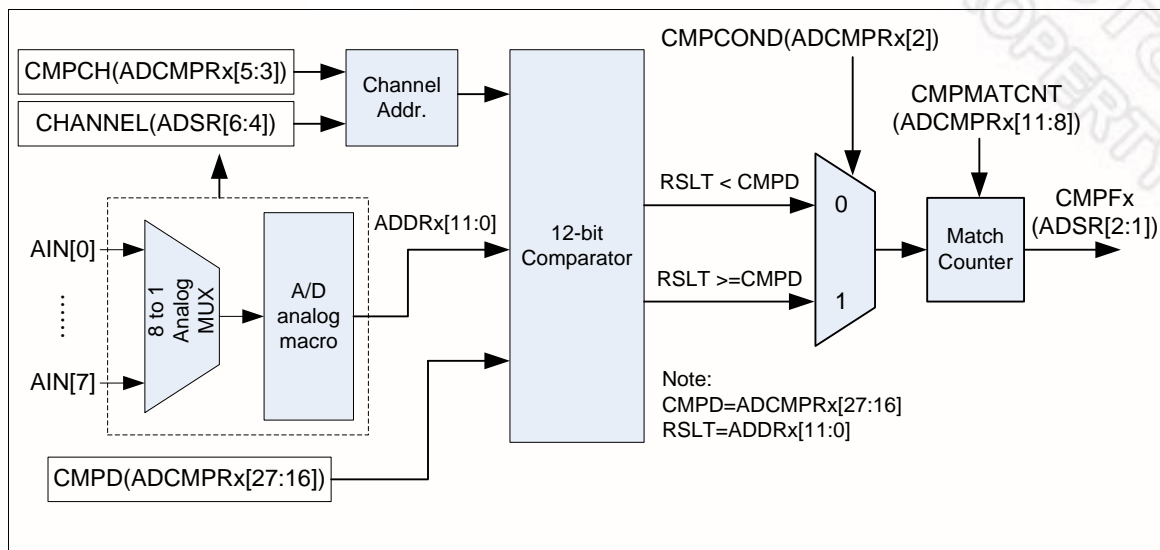 CMPCOND(ADCMPRx[2])
CMPCH(ADCMPRx[5:3])
CHANNEL(ADSR[6:4])
Channel
Addr.
CMPMATCNT
(ADCMPRx[11:8])
RSLT < CMPD
0
ADDRx[11:0]
CMPFx
(ADSR[2:1])
AIN[0]
......
AIN[7]
8 to 1
Analog
MUX
A/D
analog
macro
12-bit
Comparator
Match
Counter
RSLT >=CMPD
1
Note:
CMPD=ADCMPRx[27:16]
RSLT=ADDRx[11:0]
CMPD(ADCMPRx[27:16])